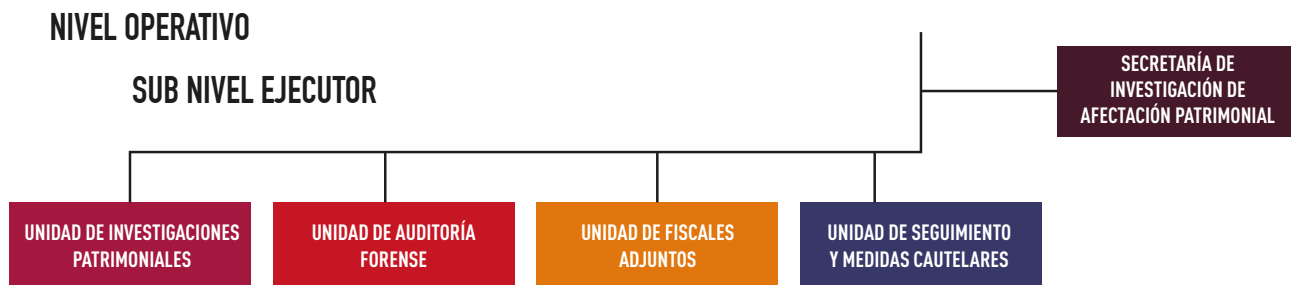 NIVEL OPERATIVO
SUB NIVEL EJECUTOR
SECRETARÍA DE
INVESTIGACIÓN DE
AFECTACIÓN PATRIMONIAL
UNIDAD DE INVESTIGACIONES
PATRIMONIALES
UNIDAD DE AUDITORÍA
FORENSE
UNIDAD DE FISCALES
ADJUNTOS
UNIDAD DE SEGUIMIENTO
Y MEDIDAS CAUTELARES